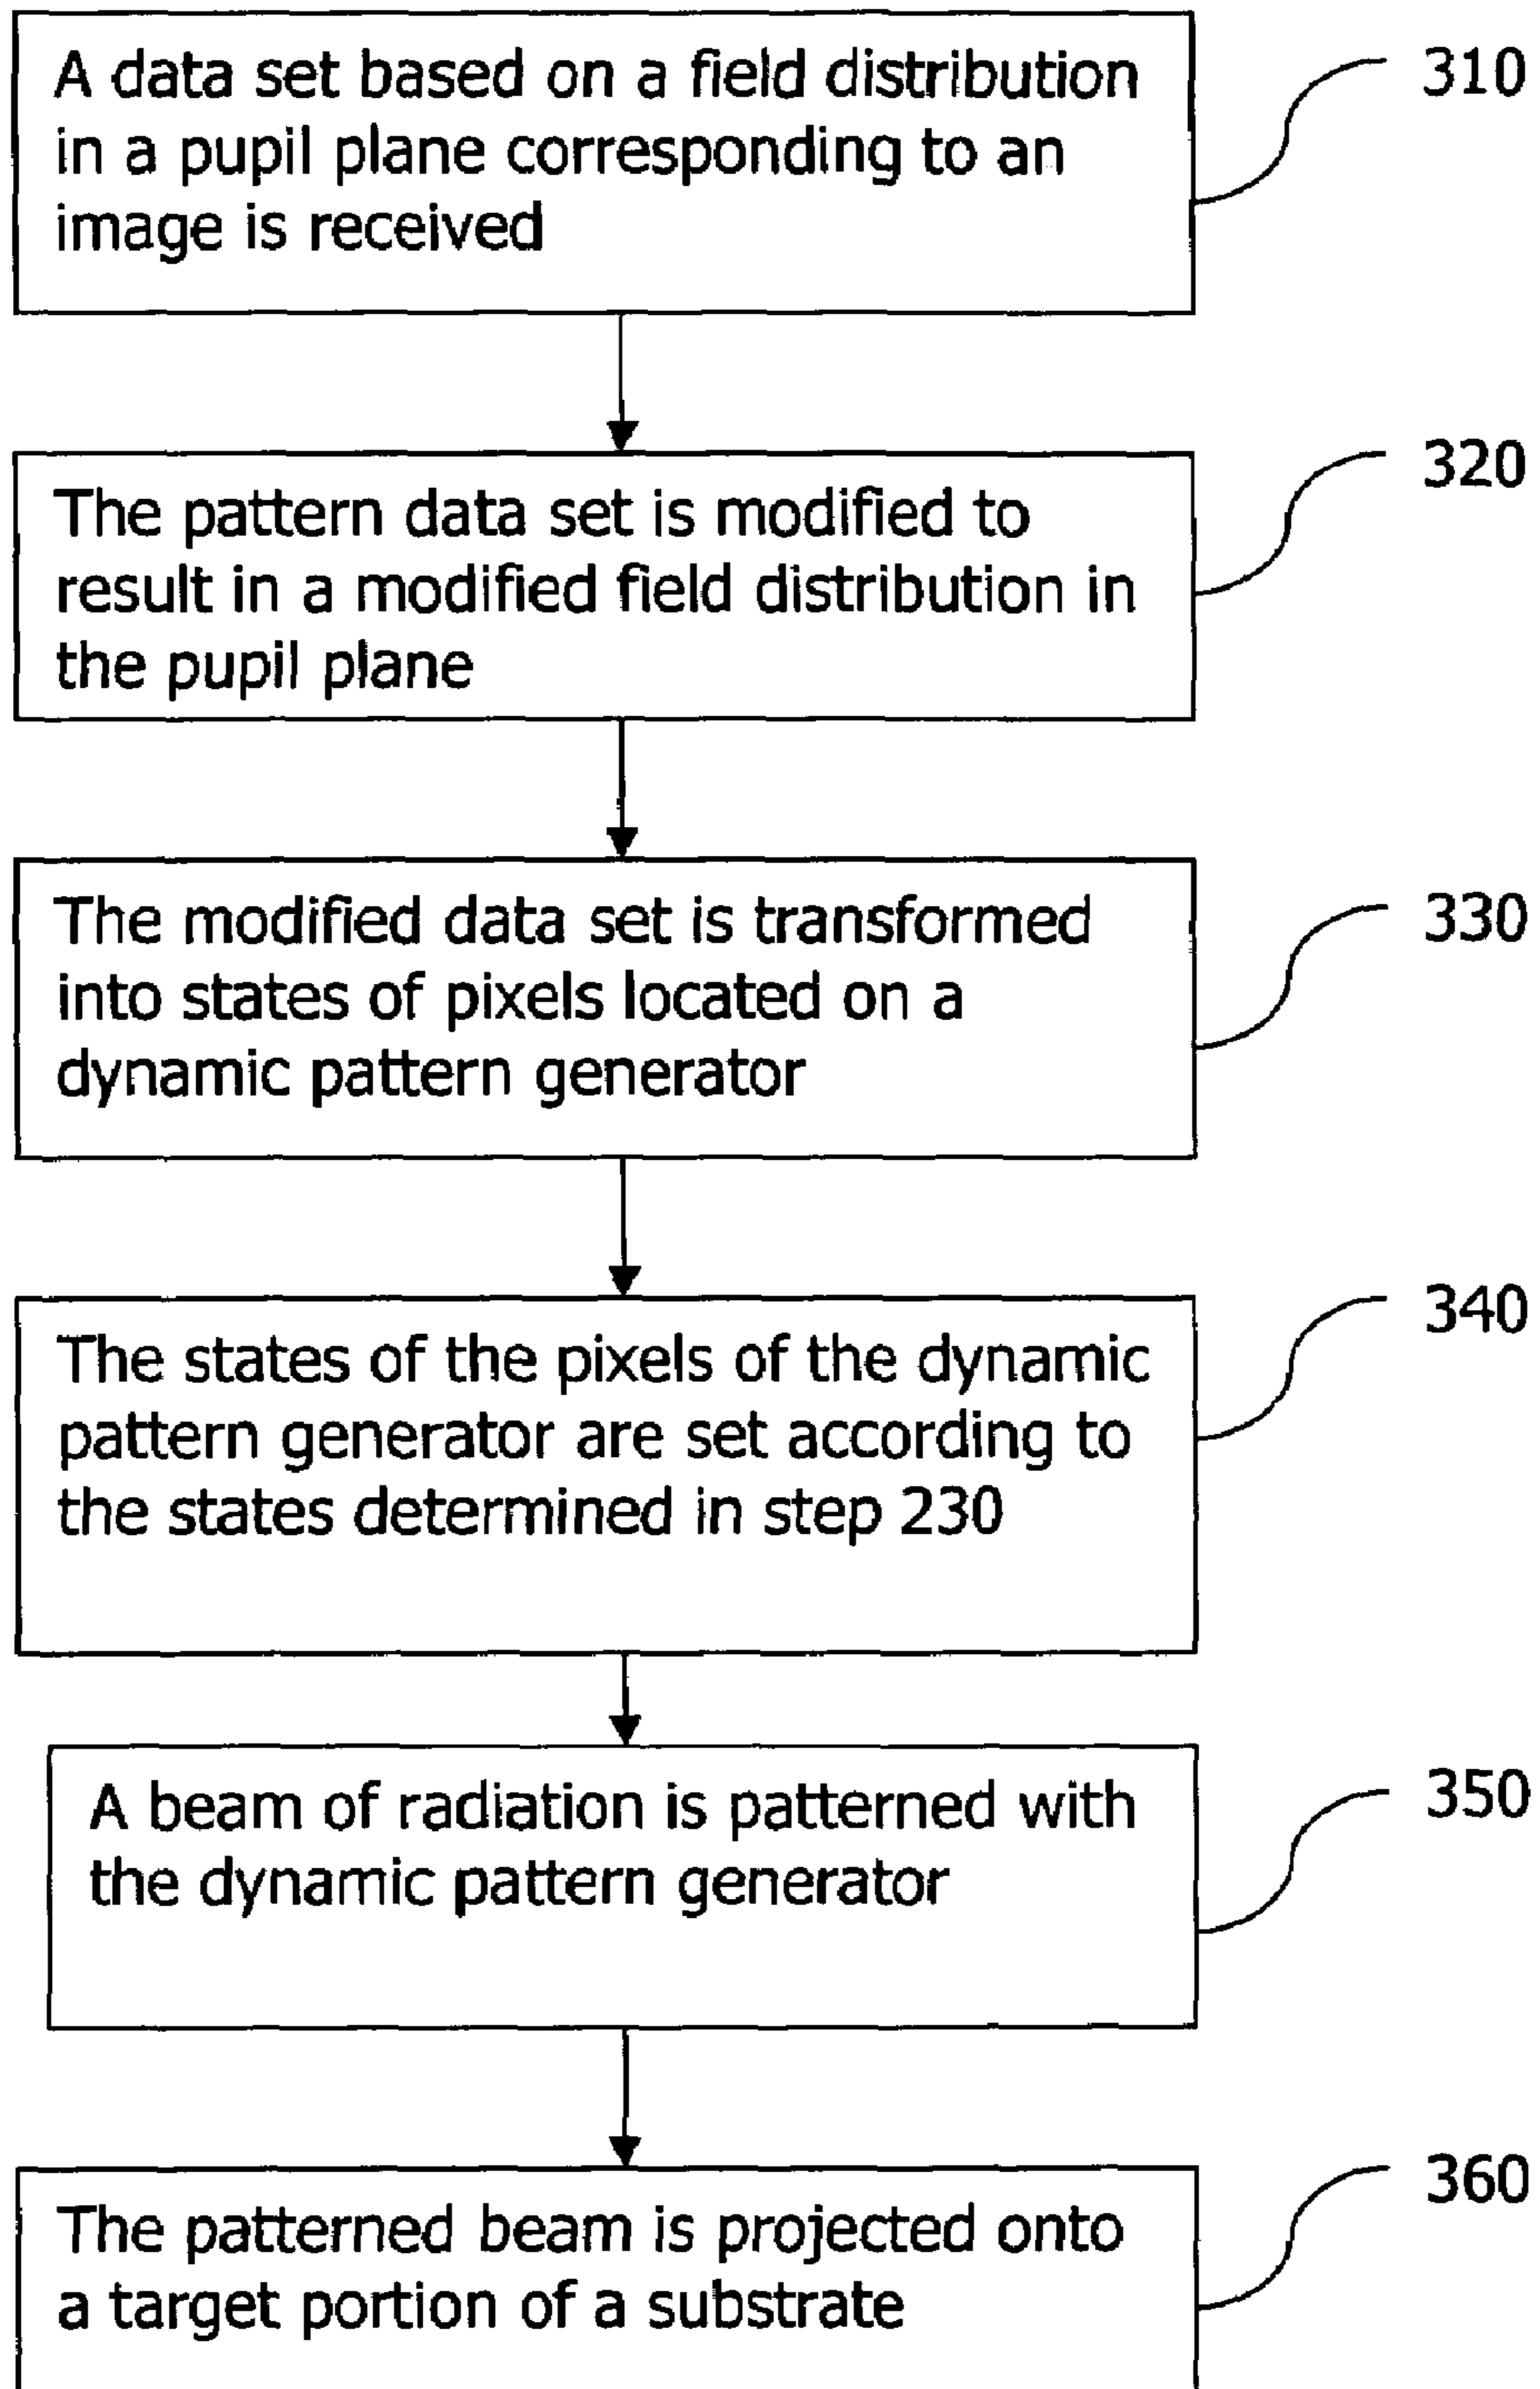 A data set based on a field distribution
in a pupil plane corresponding to an
image is received
310
The pattern data set is modified to
result in a modified field distribution in
the pupil plane
320
The modified data set is transformed
into states of pixels located on a
dynamic pattern generator
330
The states of the pixels of the dynamic
pattern generator are set according to
the states determined in step 230
340
A beam of radiation is patterned with
the dynamic pattern generator
350
The patterned beam is projected onto
a target portion of a substrate
360